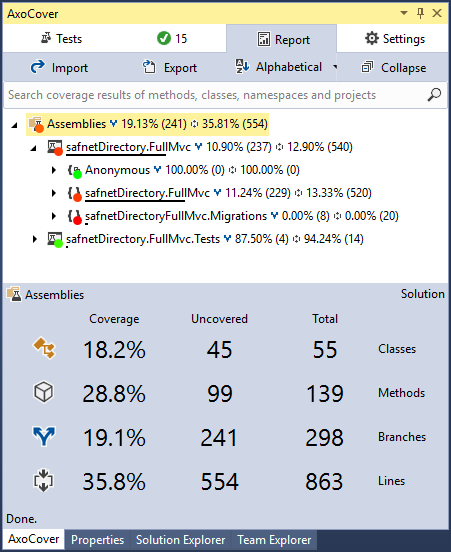 AxoCover
Tests 15 Report Settings
Import Export Alphabetical Collapse
Search coverage results of methods, classes, namespaces and projects
Assemblies 19.13% (241) 35.81% (554)
safnetDirectory.FullMvc 10.90% (237) 12.90% (540)
Anonymous 100.00% (0) 100.00% (0)
safnetDirectory.FullMvc 11.24% (229) 13.33% (520)
safnetDirectoryFullMvc.Migrations 0.00% (8) 0.00% (20)
safnetDirectory.FullMvc.Tests 87.50% (4) 94.24% (14)
Assemblies Solution
Coverage Uncovered Total
18.2% 45 55 Classes
28.8% 99 139 Methods
19.1% 241 298 Branches
35.8% 554 863 Lines
Done.
AxoCover Properties Solution Explorer Team Explorer